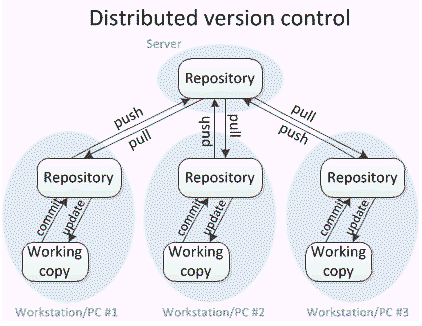 Distributed version control
Server
Repository
push
pull
push
pull
pull
push
Repository
Repository
Repository
commit
update
commit
update
commit
update
Working
copy
Working
copy
Working
copy
Workstation/PC #1
Workstation/PC #2
Workstation/PC #3